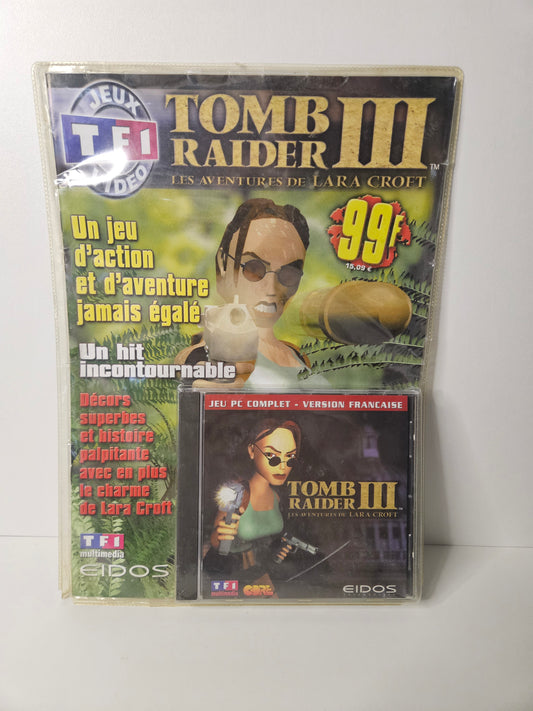 JEUX
TF1
VIDEO
TOMB
RAIDER III
LES AVENTURES DE LARA CROFT
TM
99F
15,09 €
Un jeu
d'action
et d'aventure
jamais égalé
Un hit
incontournable
Décors
superbes
et histoire
palpitante
avec en plus
le charme
de Lara Croft
TF1
multimedia
EIDOS
JEU PC COMPLET - VERSION FRANCAISE
TOMB
RAIDER III
LES AVENTURES DE LARA CROFT
TF1
multimedia
CORE
EIDOS